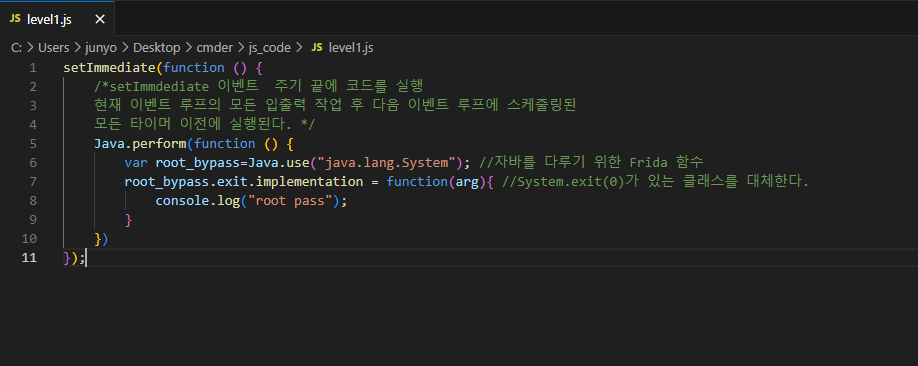 JS level1.js ×
C: > Users > junyo > Desktop > cmder > js_code > JS level1.js
1 setImmediate(function () {
2 /*setImmdediate 이벤트  주기 끝에 코드를 실행
3 현재 이벤트 루프의 모든 입출력 작업 후 다음 이벤트 루프에 스케줄링된
4 모든 타이머 이전에 실행된다. */
5 Java.perform(function () {
6 var root_bypass=Java.use("java.lang.System"); //자바를 다루기 위한 Frida 함수
7 root_bypass.exit.implementation = function(arg){ //System.exit(0)가 있는 클래스를 대체한다.
8 console.log("root pass");
9 }
10 })
11 });